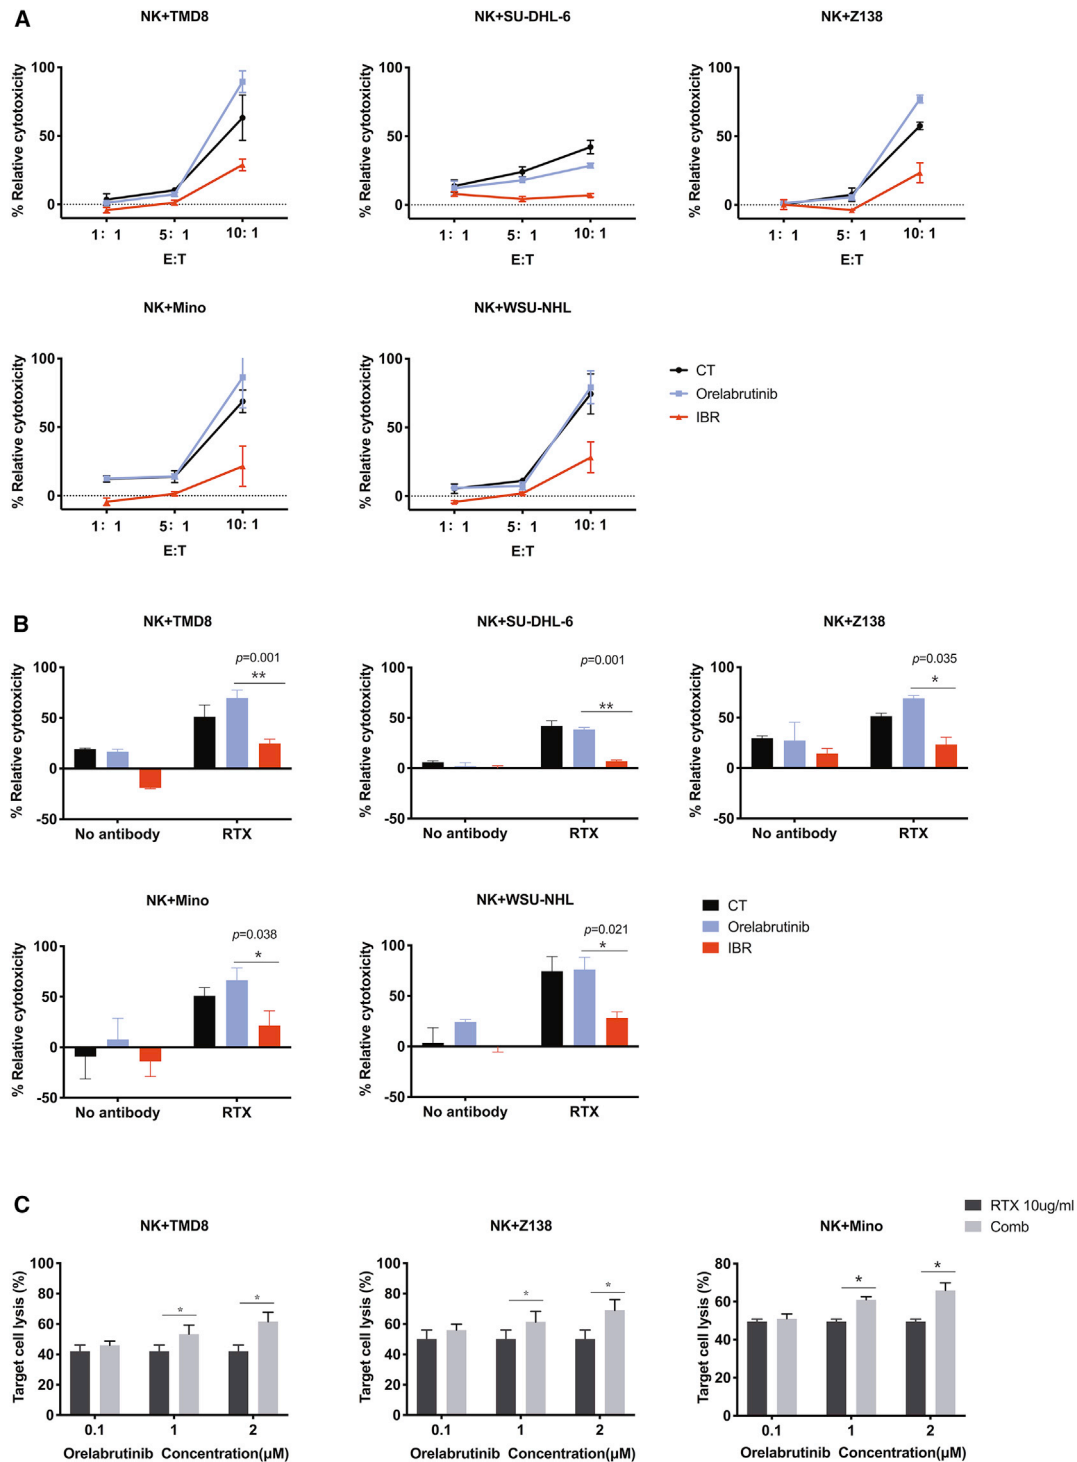 A
NK+TMD8
NK+SU-DHL-6
NK+Z138
% Relative cytotoxicity
100
50
0
1: 1
5: 1
10: 1
E:T
% Relative cytotoxicity
100
50
0
1: 1
5: 1
10: 1
E:T
% Relative cytotoxicity
100
50
0
1: 1
5: 1
10: 1
E:T
NK+Mino
NK+WSU-NHL
% Relative cytotoxicity
100
50
0
1: 1
5: 1
10: 1
E:T
% Relative cytotoxicity
100
50
0
1: 1
5: 1
10: 1
E:T
CT
Orelabrutinib
IBR
B
NK+TMD8
NK+SU-DHL-6
NK+Z138
% Relative cytotoxicity
100
50
0
-50
p=0.001
**
No antibody
RTX
% Relative cytotoxicity
100
50
0
-50
p=0.001
**
No antibody
RTX
% Relative cytotoxicity
100
50
0
-50
p=0.035
*
No antibody
RTX
NK+Mino
NK+WSU-NHL
% Relative cytotoxicity
100
50
0
-50
p=0.038
*
No antibody
RTX
% Relative cytotoxicity
100
50
0
-50
p=0.021
*
No antibody
RTX
CT
Orelabrutinib
IBR
C
RTX 10ug/ml
Comb
NK+TMD8
NK+Z138
NK+Mino
Target cell lysis (%)
100
80
60
40
20
0
*
*
0.1
1
2
Orelabrutinib Concentration(μM)
Target cell lysis (%)
100
80
60
40
20
0
*
*
0.1
1
2
Orelabrutinib Concentration(μM)
Target cell lysis (%)
80
60
40
20
0
*
*
0.1
1
2
Orelabrutinib Concentration(μM)